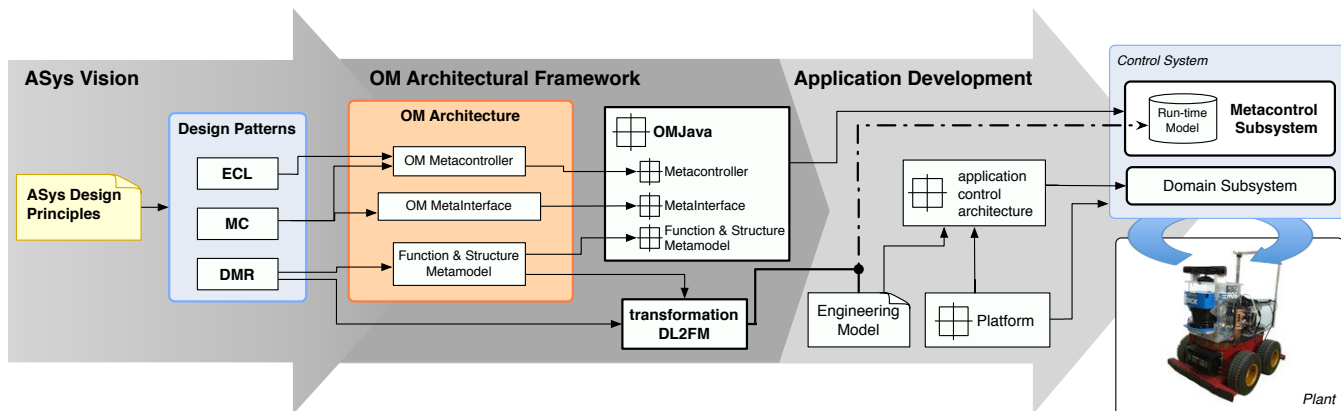 ASys Vision
OM Architectural Framework
Application Development
Control System
Design Patterns
ECL
MC
DMR
ASys Design
Principles
OM Architecture
OM Metacontroller
OM MetaInterface
Function & Structure
Metamodel
OMJava
Metacontroller
MetaInterface
Function & Structure
Metamodel
transformation
DL2FM
application
control
architecture
Engineering
Model
Platform
Run-time
Model
Metacontrol
Subsystem
Domain Subsystem
Plant